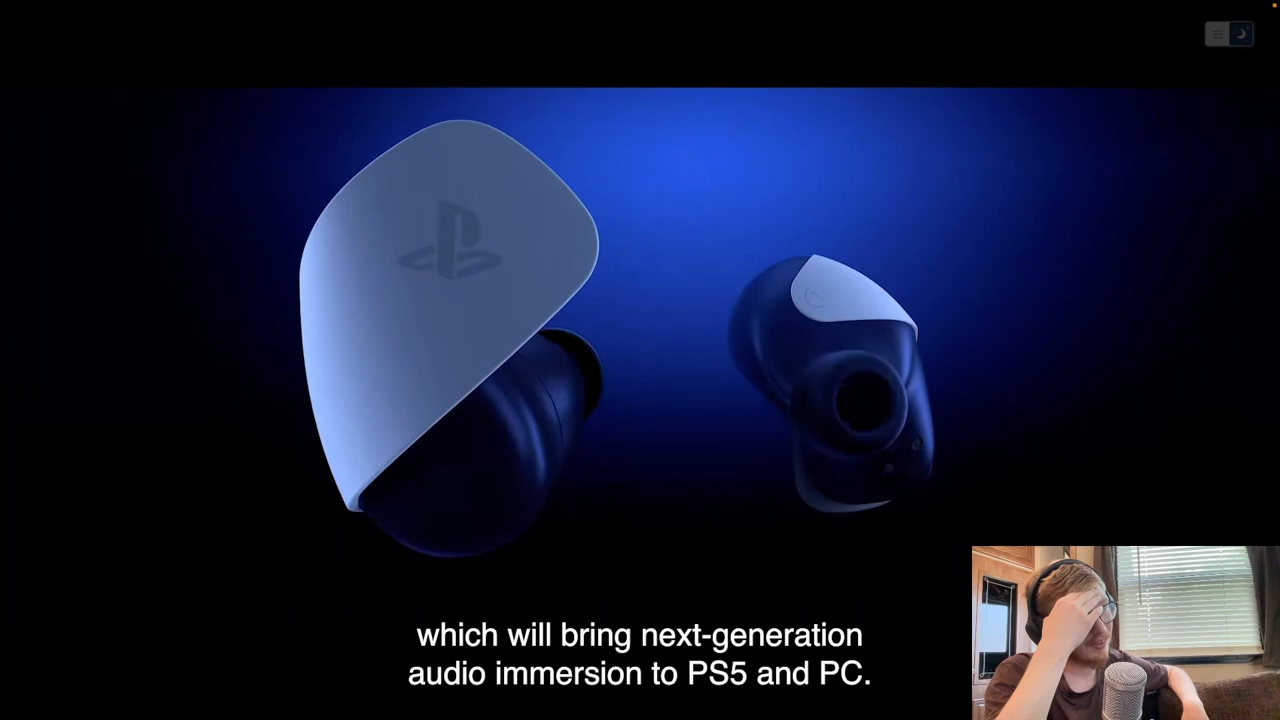 which will bring next-generation
audio immersion to PS5 and PC.